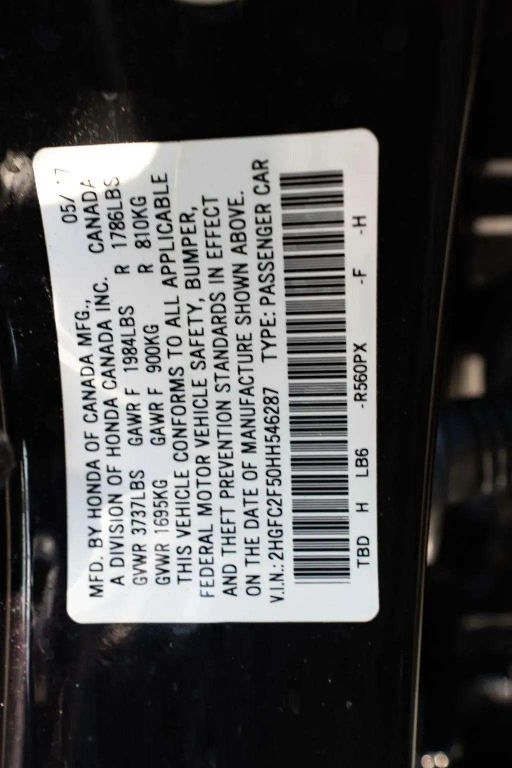 MFD. BY HONDA OF CANADA MFG., 05/ 7
A DIVISION OF HONDA CANADA INC. CANADA
GVWR 3737LBS GAWR F 1984LBS R 1786LBS
GVWR 1695KG GAWR F 900KG R 810KG
THIS VEHICLE CONFORMS TO ALL APPLICABLE
FEDERAL MOTOR VEHICLE SAFETY, BUMPER,
AND THEFT PREVENTION STANDARDS IN EFFECT
ON THE DATE OF MANUFACTURE SHOWN ABOVE.
V.I.N.: 2HGFC2F50HH546287 TYPE: PASSENGER CAR
TBD H LB6 -R560PX -F -H